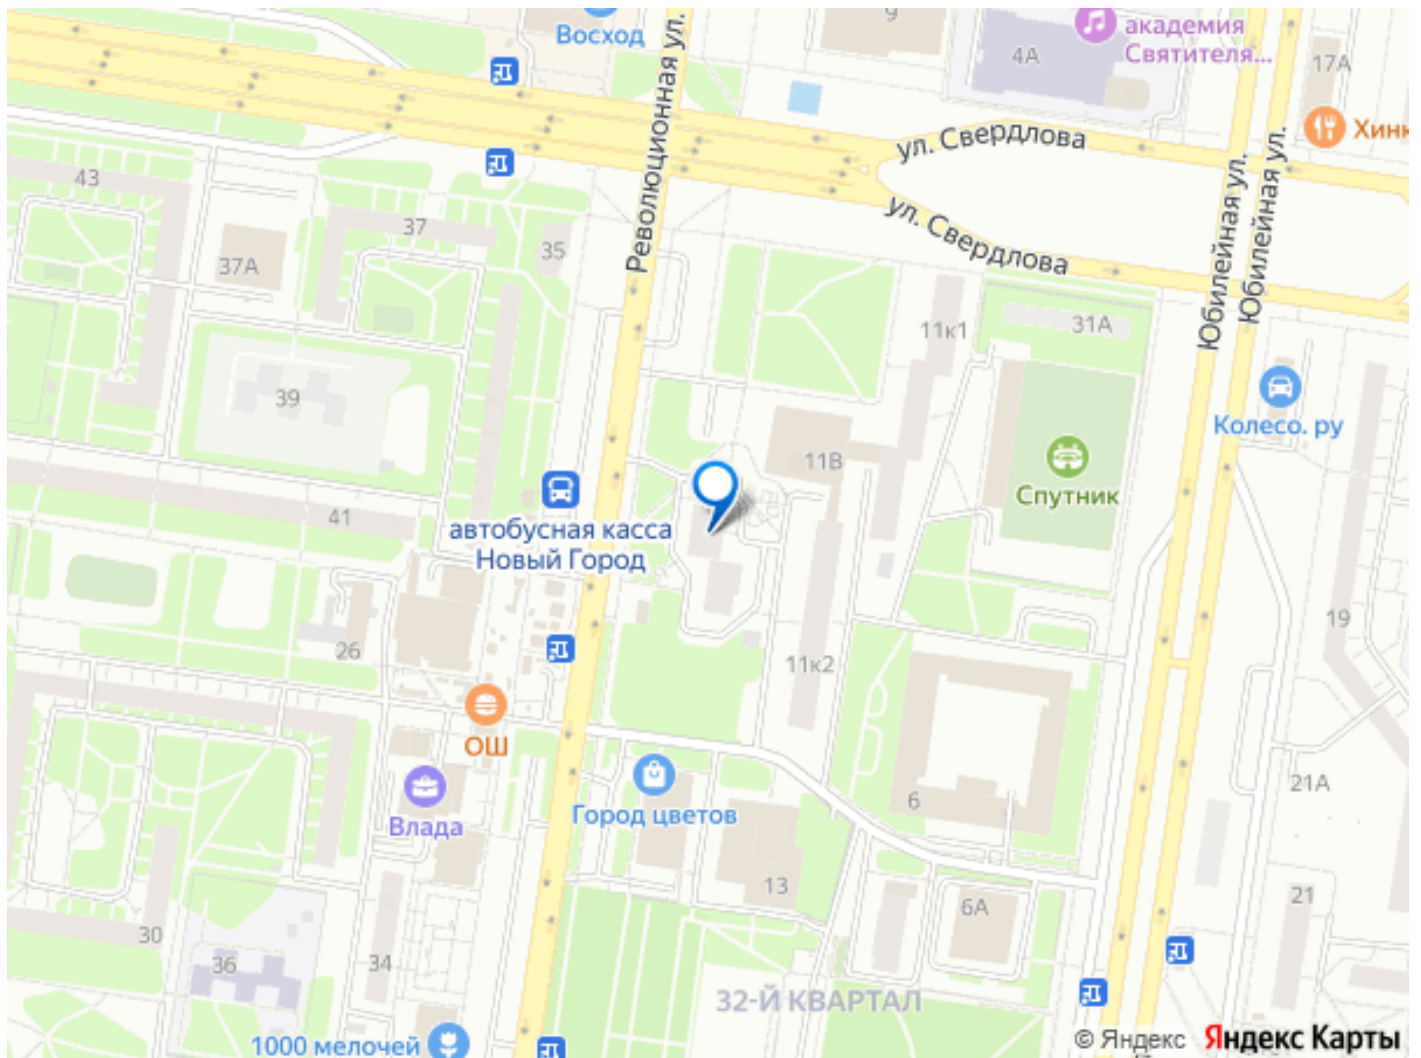 Восход
9
академия
Святителя...
4А
17А
Хинк
Революционная ул.
ул. Свердлова
ул. Свердлова
Юбилейная ул.
Юбилейная ул.
43
37
35
37А
11к1
31А
39
Колесо. ру
11В
Спутник
41
автобусная касса
Новый Город
26
19
11к2
ОШ
Город цветов
Влада
6
21А
13
6А
21
30
36
34
32-Й КВАРТАЛ
1000 мелочей
© Яндекс Яндекс Карты